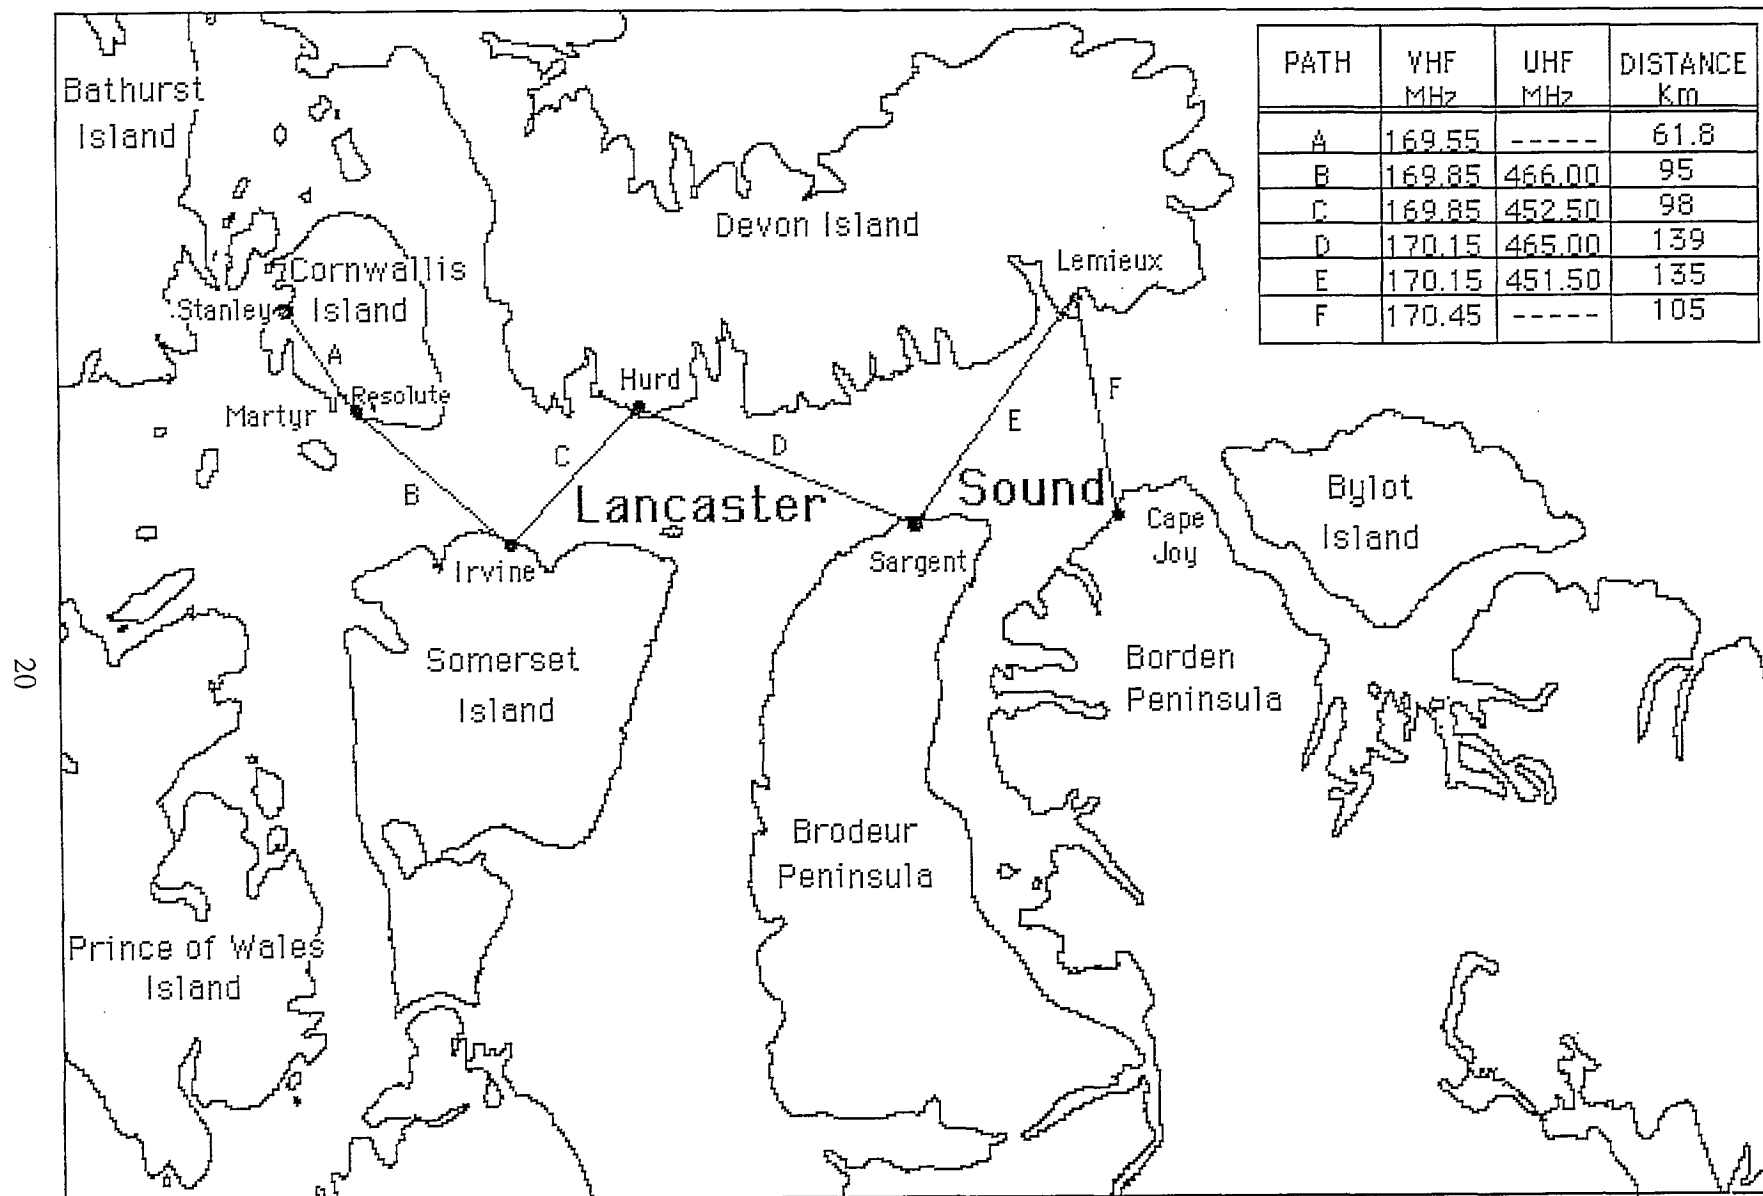 PATH VHF UHF DISTANCE
MHz MHz Km
A 169.55 ----- 61.8
B 169.85 466.00 95
C 169.85 452.50 98
D 170.15 465.00 139
E 170.15 451.50 135
F 170.45 ----- 105
Bathurst
Island
Devon Island
Lemieux
Cornwallis
Island
Stanley
A
Resolute
Martyr
Hurd
F
E
D
C
B
Lancaster
Sound
Bylot
Island
Cape
Joy
Irvine
Sargent
Somerset
Island
Borden
Peninsula
Brodeur
Peninsula
Prince of Wales
Island
20